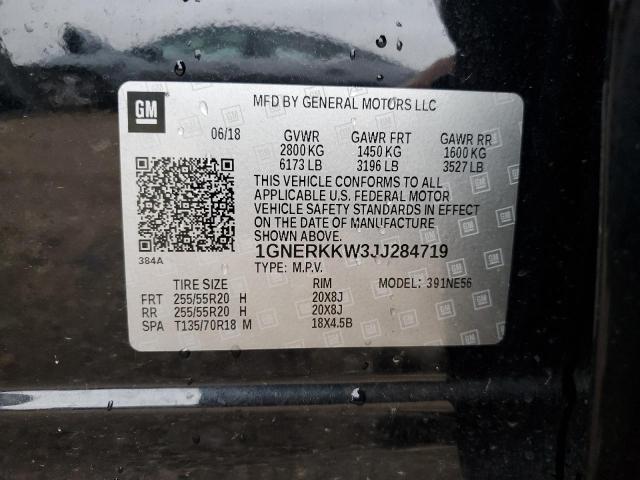 GM
MFD BY GENERAL MOTORS LLC
06/18 GVWR GAWR FRT GAWR RR
2800 KG 1450 KG 1600 KG
6173 LB 3196 LB 3527 LB
THIS VEHICLE CONFORMS TO ALL
APPLICABLE U.S. FEDERAL MOTOR
VEHICLE SAFETY STANDARDS IN EFFECT
ON THE DATE OF MANUFACTURE
SHOWN ABOVE.
384A
1GNERKKW3JJ284719
TYPE: M.P.V.
TIRE SIZE RIM MODEL: 391NE56
FRT 255/55R20 H 20X8J
RR 255/55R20 H 20X8J
SPA T135/70R18 M 18X4.5B